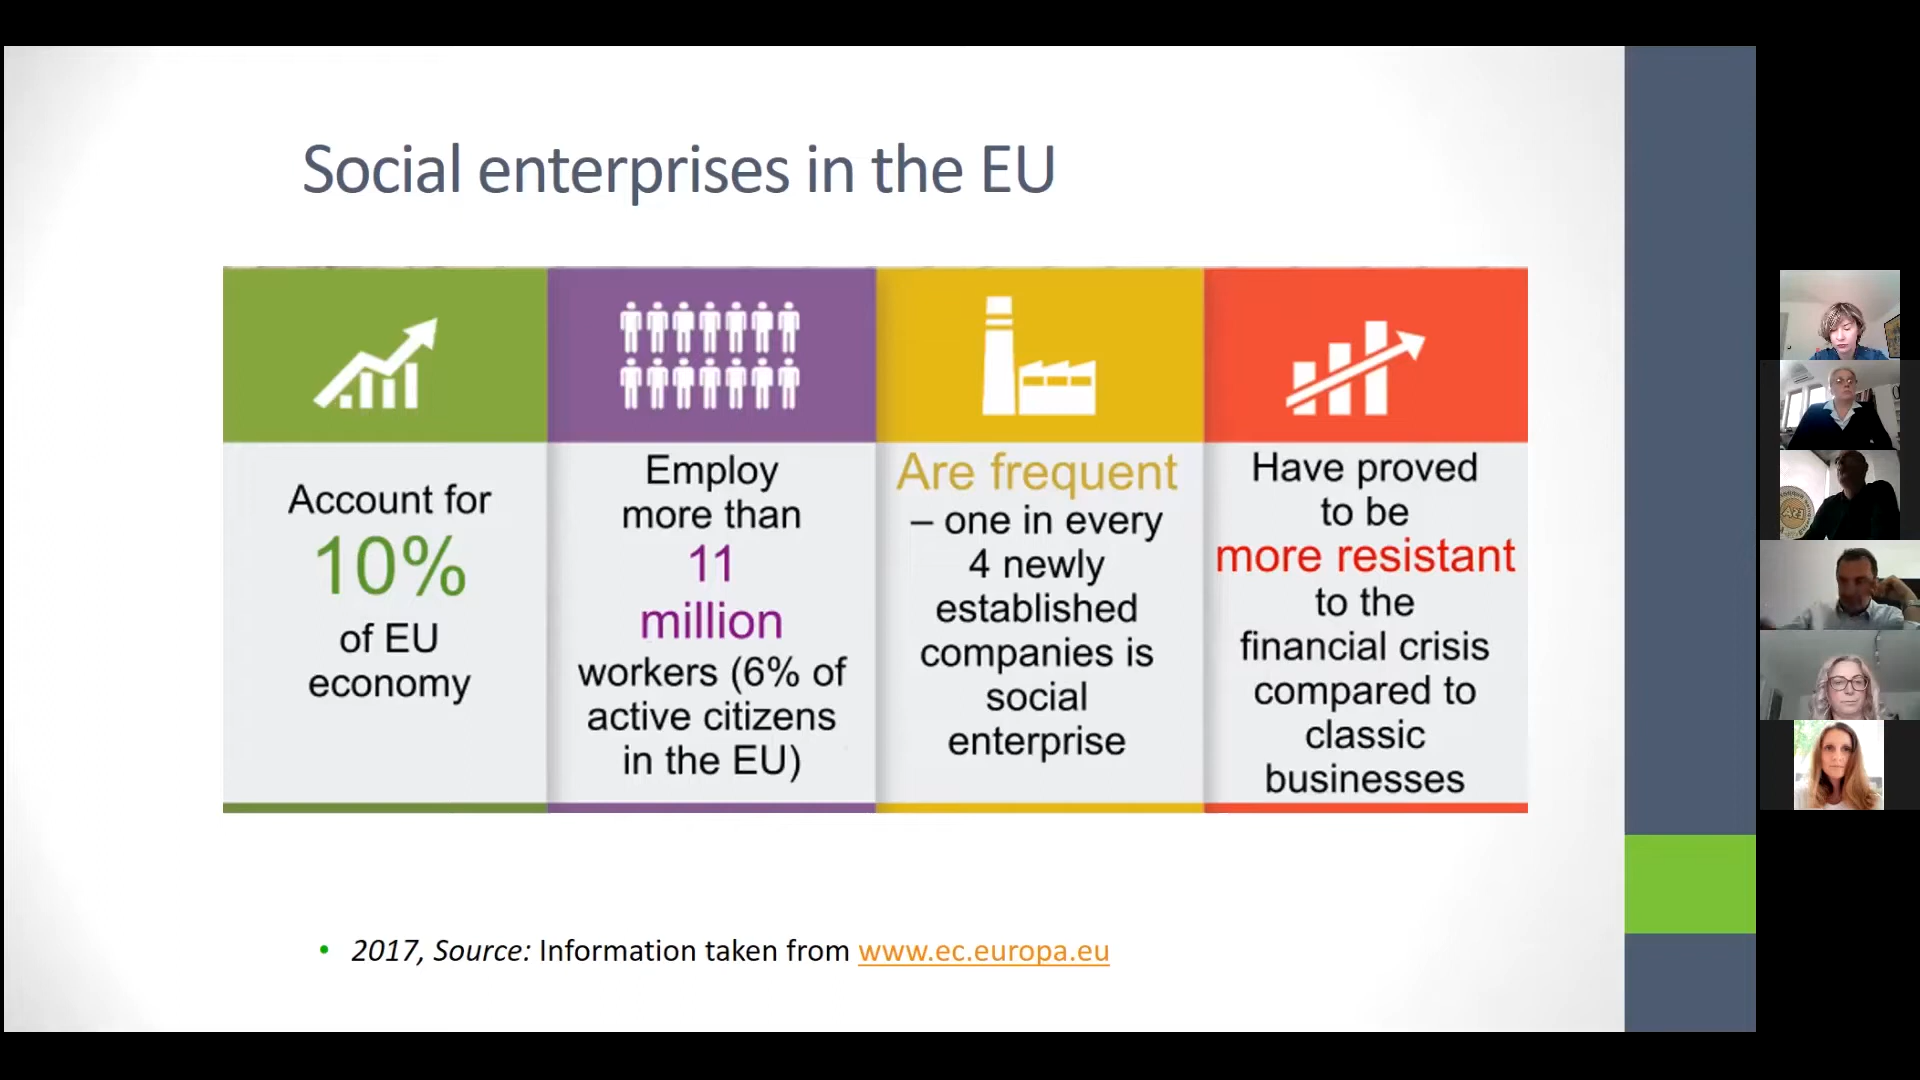 Social enterprises in the EU
Account for
10%
of EU
economy
Employ
more than
11
million
workers (6% of
active citizens
in the EU)
Are frequent
– one in every
4 newly
established
companies is
social
enterprise
Have proved
to be
more resistant
to the
financial crisis
compared to
classic
businesses
• 2017, Source: Information taken from www.ec.europa.eu